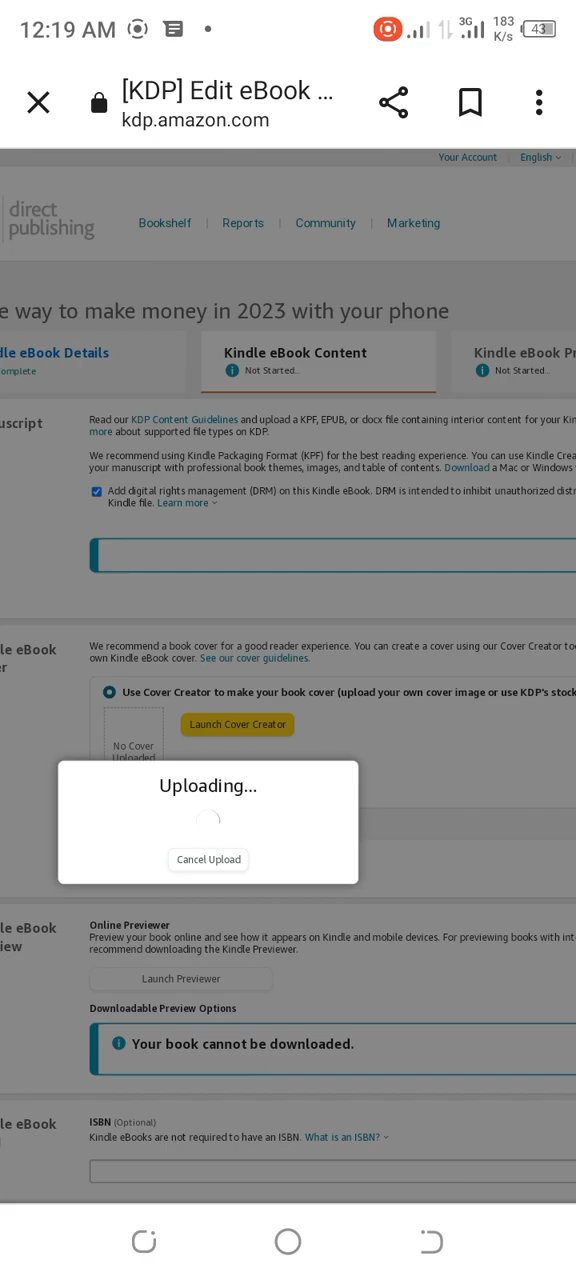 12:19 AM
3G
183
K/s
43
[KDP] Edit eBook ...
kdp.amazon.com
Your Account | English
direct
publishing
Bookshelf | Reports | Community | Marketing
e way to make money in 2023 with your phone
dle eBook Details
omplete
Kindle eBook Content
Not Started..
Kindle eBook Pr
Not Started..
uscript
Read our KDP Content Guidelines and upload a KPF, EPUB, or docx file containing interior content for your Kin
more about supported file types on KDP.
We recommend using Kindle Packaging Format (KPF) for the best reading experience. You can use Kindle Crea
your manuscript with professional book themes, images, and table of contents. Download a Mac or Windows
Add digital rights management (DRM) on this Kindle eBook. DRM is intended to inhibit unauthorized distr
Kindle file. Learn more
le eBook
er
We recommend a book cover for a good reader experience. You can create a cover using our Cover Creator too
own Kindle eBook cover. See our cover guidelines.
Use Cover Creator to make your book cover (upload your own cover image or use KDP's stock
Launch Cover Creator
No Cover
Uploaded
Uploading...
Cancel Upload
le eBook
iew
Online Previewer
Preview your book online and see how it appears on Kindle and mobile devices. For previewing books with int
recommend downloading the Kindle Previewer.
Launch Previewer
Downloadable Preview Options
Your book cannot be downloaded.
le eBook
ISBN (Optional)
Kindle eBooks are not required to have an ISBN. What is an ISBN?